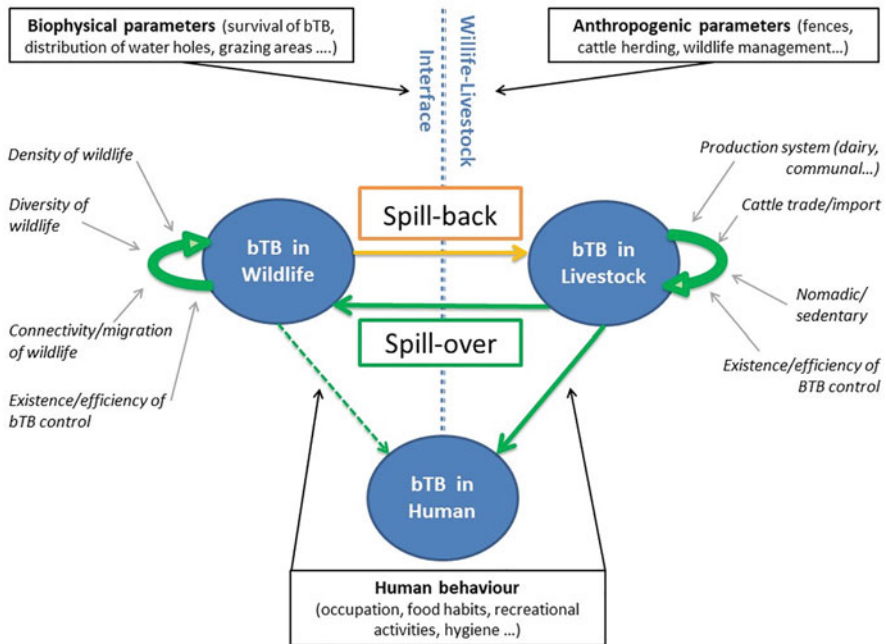 Biophysical parameters (survival of bTB,
distribution of water holes, grazing areas ....)
Anthropogenic parameters (fences,
cattle herding, wildlife management...)
Willife-Livestock
Interface
Density of wildlife
Diversity of
wildlife
Connectivity/migration
of wildlife
Existence/efficiency of
bTB control
bTB in
Wildlife
Spill-back
Spill-over
bTB in
Livestock
Production system (dairy,
communal...)
Cattle trade/import
Nomadic/
sedentary
Existence/efficiency of
BTB control
bTB in
Human
Human behaviour
(occupation, food habits, recreational
activities, hygiene ...)